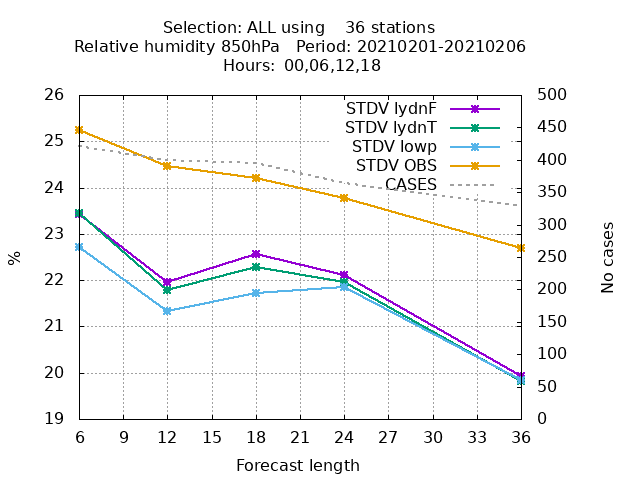 Selection: ALL using    36 stations
Relative humidity 850hPa   Period: 20210201-20210206
Hours: 00,06,12,18
STDV lydnF
STDV lydnT
STDV lowp
STDV OBS
CASES
26
25
24
23
22
21
20
19
%
500
450
400
350
300
250
200
150
100
50
0
No cases
6 9 12 15 18 21 24 27 30 33 36
Forecast length